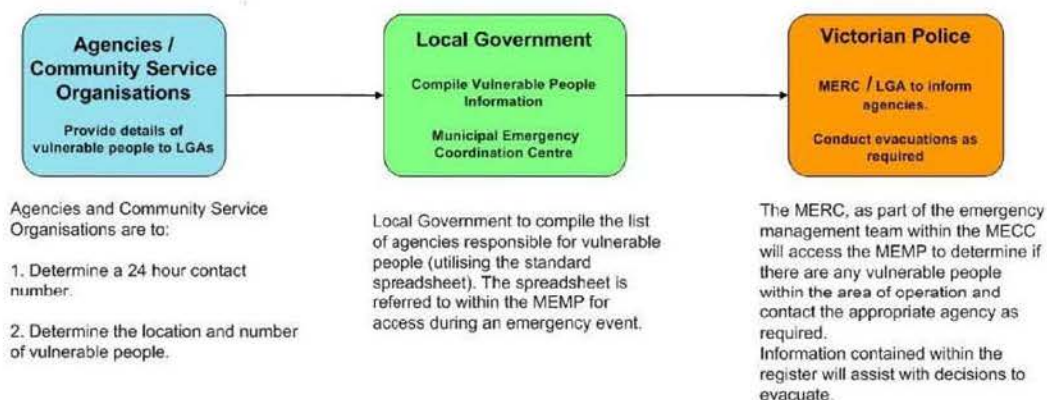 Agencies /
Community Service
Organisations
Provide details of
vulnerable people to LGAs
Local Government
Compile Vulnerable People
Information
Municipal Emergency
Coordination Centre
Victorian Police
MERC / LGA to inform
agencies.
Conduct evacuations as
required
Agencies and Community Service
Organisations are to:
1. Determine a 24 hour contact
number.
2. Determine the location and number
of vulnerable people.
Local Government to compile the list
of agencies responsible for vulnerable
people (utilising the standard
spreadsheet). The spreadsheet is
referred to within the MEMP for
access during an emergency event.
The MERC, as part of the emergency
management team within the MECC
will access the MEMP to determine if
there are any vulnerable people
within the area of operation and
contact the appropriate agency as
required.
Information contained within the
register will assist with decisions to
evacuate.